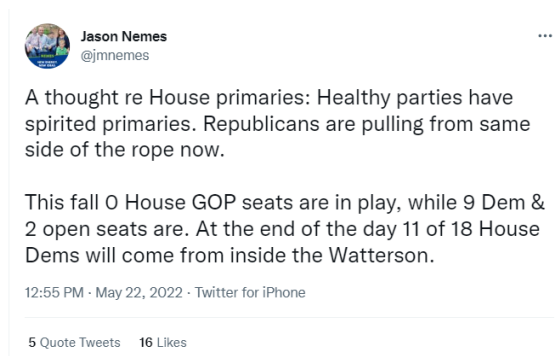 Jason Nemes
@jmnemes
A thought re House primaries: Healthy parties have
spirited primaries. Republicans are pulling from same
side of the rope now.
This fall 0 House GOP seats are in play, while 9 Dem &
2 open seats are. At the end of the day 11 of 18 House
Dems will come from inside the Watterson.
12:55 PM · May 22, 2022 · Twitter for iPhone
5 Quote Tweets 16 Likes